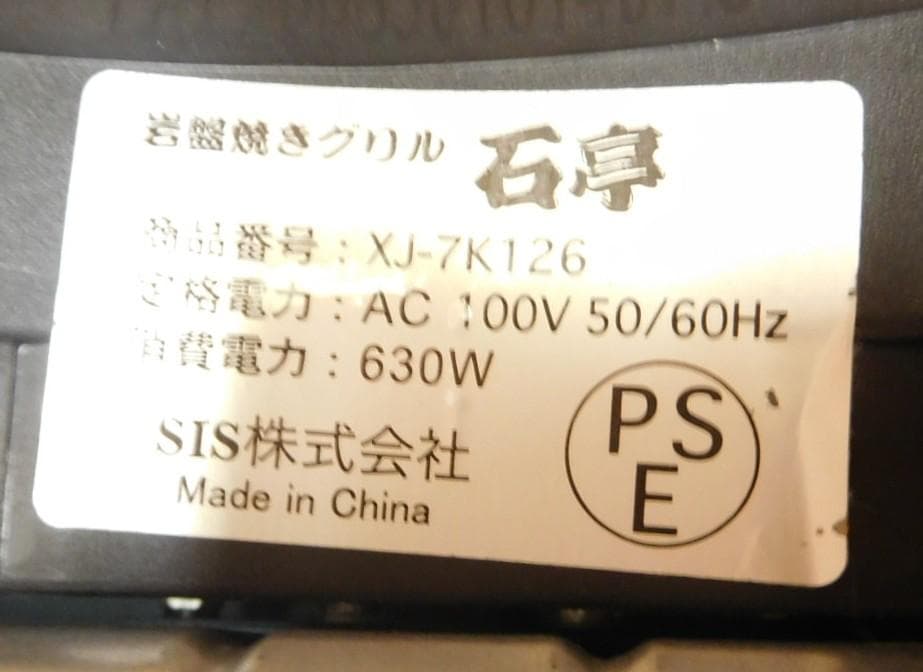 岩盤焼きグリル 石亭
商品番号：XJ-7K126
定格電力：AC 100V 50/60Hz
消費電力：630W
SIS株式会社
Made in China
PSE